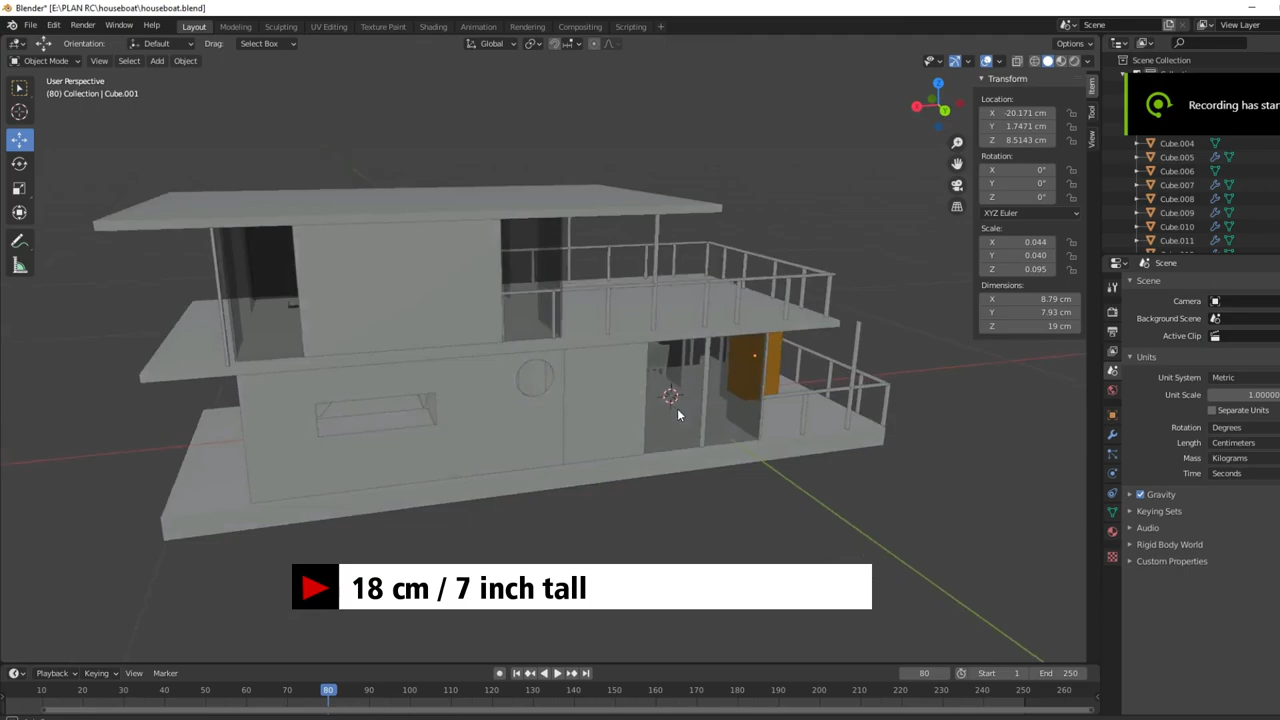 Blender* [E:\PLAN RC\houseboat\houseboat.blend]
File Edit Render Window Help Layout Modeling Sculpting UV Editing Texture Paint Shading Animation Rendering Compositing Scripting Scene View Layer
Orientation: Default Drag: Select Box Global Options
Object Mode View Select Add Object
User Perspective
(80) Collection | Cube.001
Transform
Location:
X -20.171 cm
Y 1.7471 cm
Z 8.5143 cm
Rotation:
X 0°
Y 0°
Z 0°
XYZ Euler
Scale:
X 0.044
Y 0.040
Z 0.095
Dimensions:
X 8.79 cm
Y 7.93 cm
Z 19 cm
Item
Tool
View
Z
X
Y
Scene Collection
Recording has star
Cube.004
Cube.005
Cube.006
Cube.007
Cube.008
Cube.009
Cube.010
Cube.011
Scene
Scene
Camera
Background Scene
Active Clip
Units
Unit System Metric
Unit Scale 1.00000
Separate Units
Rotation Degrees
Length Centimeters
Mass Kilograms
Time Seconds
Gravity
Keying Sets
Audio
Rigid Body World
Custom Properties
18 cm / 7 inch tall
Playback Keying View Marker 80 Start 1 End 250
10 20 30 40 50 60 70 80 90 100 110 120 130 140 150 160 170 180 190 200 210 220 230 240 250 260